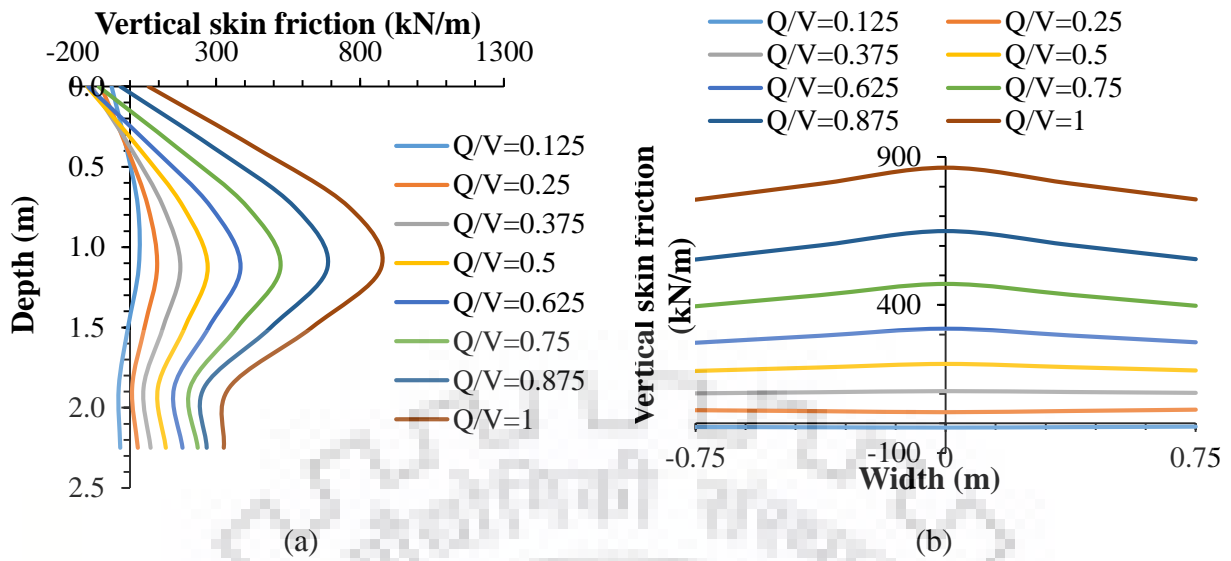 Vertical skin friction (kN/m)
-200 300 800 1300
0.0
0.5
1.0
1.5
2.0
2.5
Depth (m)
Q/V=0.125
Q/V=0.25
Q/V=0.375
Q/V=0.5
Q/V=0.625
Q/V=0.75
Q/V=0.875
Q/V=1
(a)
Q/V=0.125 Q/V=0.25
Q/V=0.375 Q/V=0.5
Q/V=0.625 Q/V=0.75
Q/V=0.875 Q/V=1
Vertical skin friction
(kN/m)
900
400
-100
-0.75 0 0.75
Width (m)
(b)